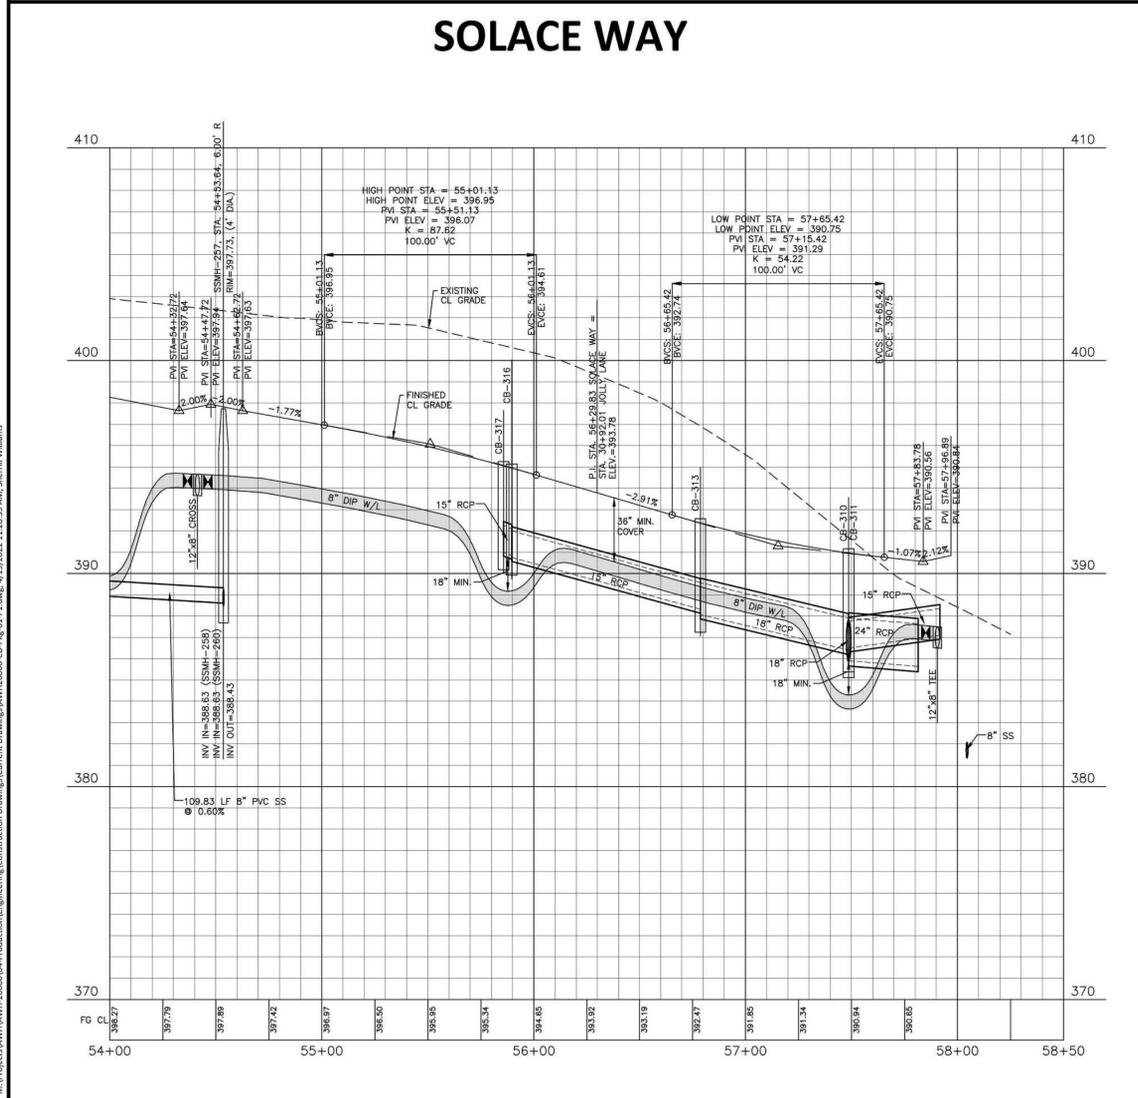 SOLACE WAY
410
410
HIGH POINT STA = 55+01.13
HIGH POINT ELEV = 396.95
PVI STA = 55+51.13
PVI ELEV = 396.07
K = 87.62
100.00' VC
LOW POINT STA = 57+65.42
LOW POINT ELEV = 390.75
PVI STA = 57+15.42
PVI ELEV = 391.29
K = 54.22
100.00' VC
PVI STA=54+32.72
PVI ELEV=397.64
PVI STA=54+47.72
PVI ELEV=397.94
SSMH-257, STA. 54+53.64, 6.00' R
RIM=397.73, (4' DIA.)
PVI STA=54+62.72
PVI ELEV=397.63
BVCS: 55+01.13
BVCE: 396.95
EXISTING
CL GRADE
EVCS: 56+01.13
EVCE: 394.61
P.I. STA. 56+29.83 SOLACE WAY =
STA. 30+92.01 JOLLY LANE
ELEV.=393.78
BVCS: 56+65.42
BVCE: 392.74
EVCS: 57+65.42
EVCE: 390.75
400
400
2.00%
-2.00%
-1.77%
FINISHED
CL GRADE
CB-317
CB-316
-2.91%
CB-313
CB-310
CB-311
PVI STA=57+83.78
PVI ELEV=390.56
PVI STA=57+96.89
PVI ELEV=390.84
-1.07%
2.12%
8" DIP W/L
15" RCP
36" MIN.
COVER
12"x8" CROSS
390
390
18" MIN.
15" RCP
8" DIP W/L
18" RCP
15" RCP
24" RCP
18" RCP
18" MIN.
12"x8" TEE
INV IN=388.63 (SSMH-258)
INV IN=388.63 (SSMH-260)
INV OUT=388.43
8" SS
380
380
109.83 LF 8" PVC SS
@ 0.60%
370
370
FG CL
398.27
397.79
397.89
397.42
396.97
396.50
395.95
395.34
394.65
393.92
393.19
392.47
391.85
391.34
390.94
390.65
54+00
55+00
56+00
57+00
58+00
58+50